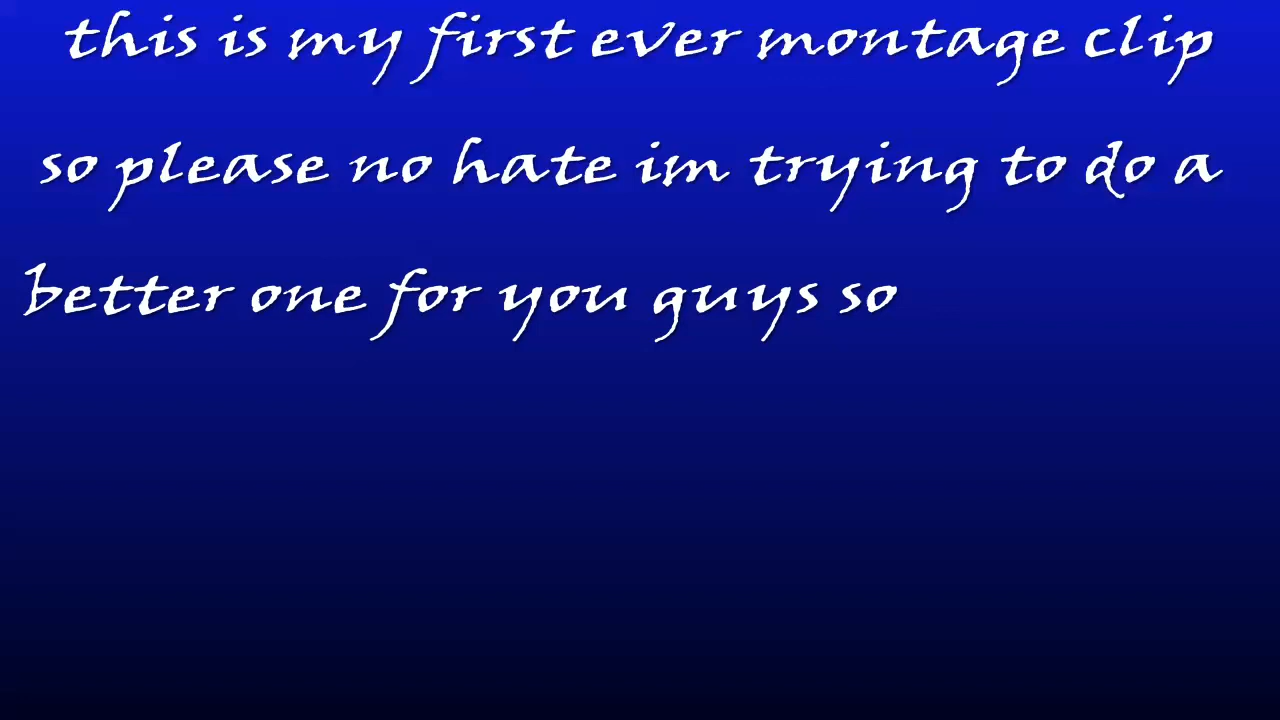 this is my first ever montage clip
so please no hate im trying to do a
better one for you guys so